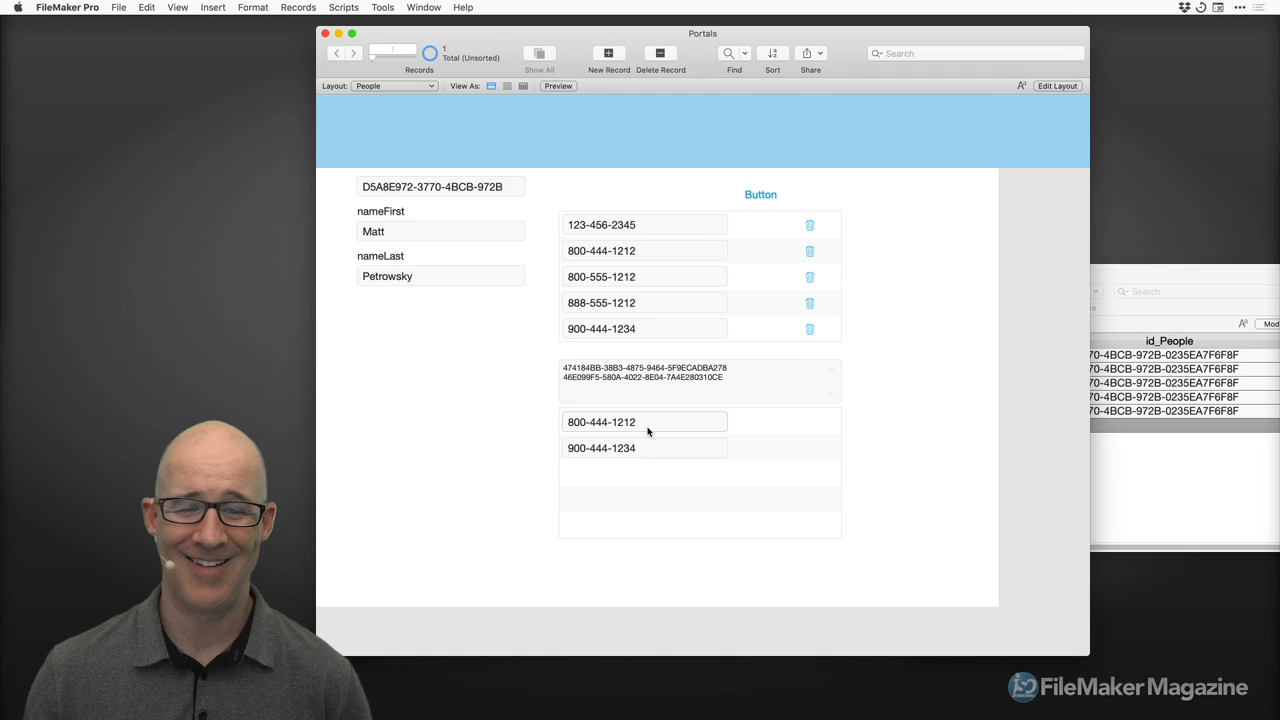 FileMaker Pro File Edit View Insert Format Records Scripts Tools Window Help
Portals
1
1
Total (Unsorted)
Records
Show All
New Record
Delete Record
Find
Sort
Share
Search
Layout: People
View As:
Preview
Edit Layout
D5A8E972-3770-4BCB-972B
nameFirst
Matt
nameLast
Petrowsky
Button
123-456-2345
800-444-1212
800-555-1212
888-555-1212
900-444-1234
474184BB-38B3-4875-9464-5F9ECADBA278
46E099F5-580A-4022-8E04-7A4E280310CE
800-444-1212
900-444-1234
Search
Mod
id_People
70-4BCB-972B-0235EA7F6F8F
70-4BCB-972B-0235EA7F6F8F
70-4BCB-972B-0235EA7F6F8F
70-4BCB-972B-0235EA7F6F8F
70-4BCB-972B-0235EA7F6F8F
FileMaker Magazine